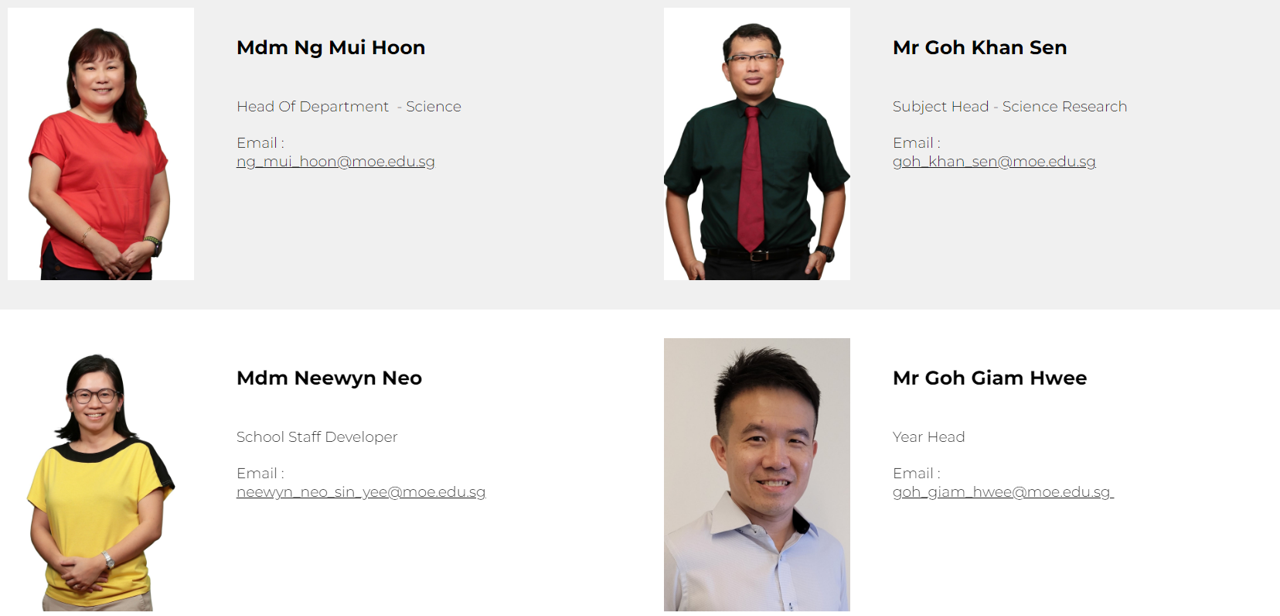 Mdm Ng Mui Hoon
Head Of Department - Science
Email :
ng_mui_hoon@moe.edu.sg
Mr Goh Khan Sen
Subject Head - Science Research
Email :
goh_khan_sen@moe.edu.sg
Mdm Neewyn Neo
School Staff Developer
Email :
neewyn_neo_sin_yee@moe.edu.sg
Mr Goh Giam Hwee
Year Head
Email :
goh_giam_hwee@moe.edu.sg